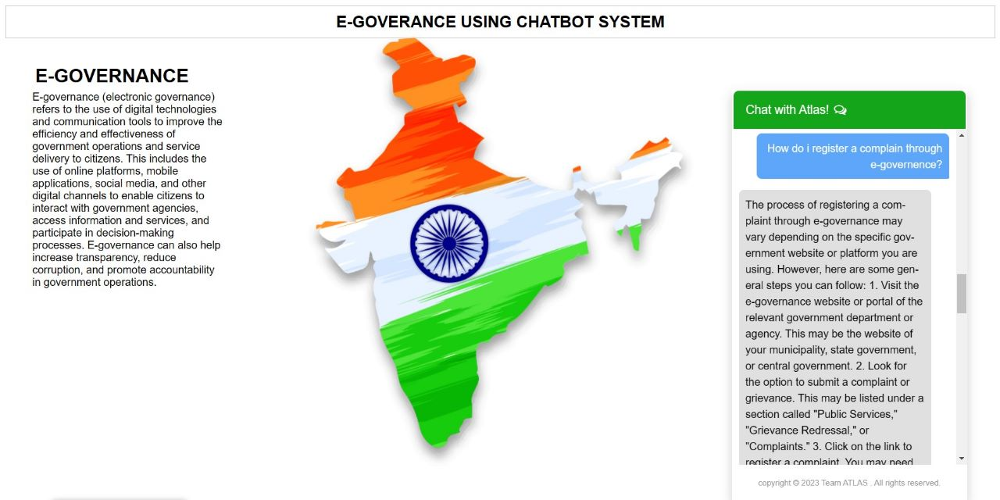 E-GOVERANCE USING CHATBOT SYSTEM
E-GOVERNANCE
E-governance (electronic governance)
refers to the use of digital technologies
and communication tools to improve the
efficiency and effectiveness of
government operations and service
delivery to citizens. This includes the
use of online platforms, mobile
applications, social media, and other
digital channels to enable citizens to
interact with government agencies,
access information and services, and
participate in decision-making
processes. E-governance can also help
increase transparency, reduce
corruption, and promote accountability
in government operations.
Chat with Atlas!
How do i register a complain through
e-governence?
The process of registering a com-
plaint through e-governance may
vary depending on the specific gov-
ernment website or platform you are
using. However, here are some gen-
eral steps you can follow: 1. Visit the
e-governance website or portal of the
relevant government department or
agency. This may be the website of
your municipality, state government,
or central government. 2. Look for
the option to submit a complaint or
grievance. This may be listed under a
section called "Public Services,"
"Grievance Redressal," or
"Complaints." 3. Click on the link to
register a complaint. You may need
copyright © 2023 Team ATLAS . All rights reserved.